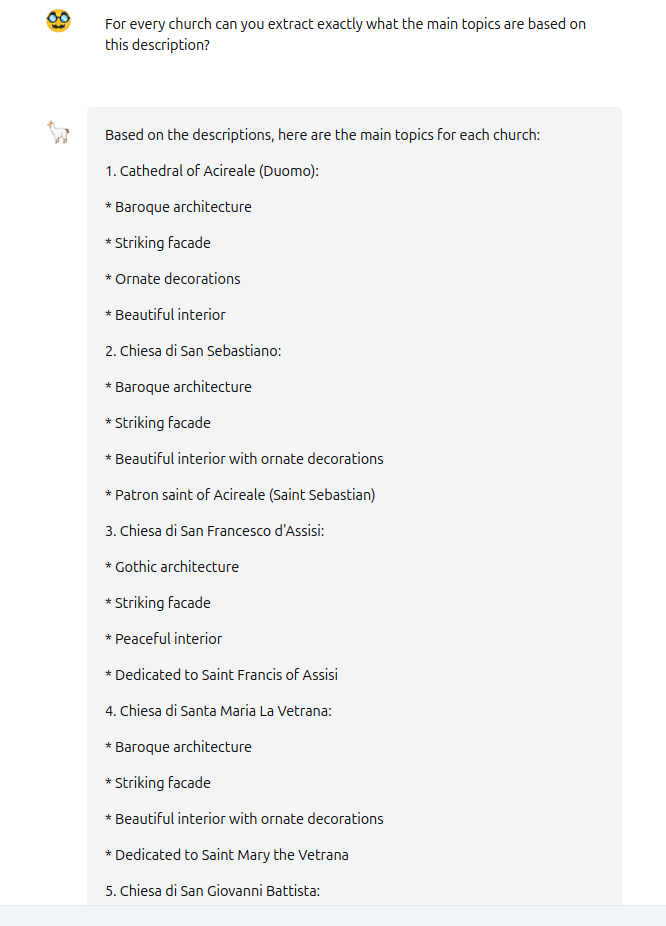 For every church can you extract exactly what the main topics are based on
this description?
Based on the descriptions, here are the main topics for each church:
1. Cathedral of Acireale (Duomo):
* Baroque architecture
* Striking facade
* Ornate decorations
* Beautiful interior
2. Chiesa di San Sebastiano:
* Baroque architecture
* Striking facade
* Beautiful interior with ornate decorations
* Patron saint of Acireale (Saint Sebastian)
3. Chiesa di San Francesco d'Assisi:
* Gothic architecture
* Striking facade
* Peaceful interior
* Dedicated to Saint Francis of Assisi
4. Chiesa di Santa Maria La Vetrana:
* Baroque architecture
* Striking facade
* Beautiful interior with ornate decorations
* Dedicated to Saint Mary the Vetrana
5. Chiesa di San Giovanni Battista: